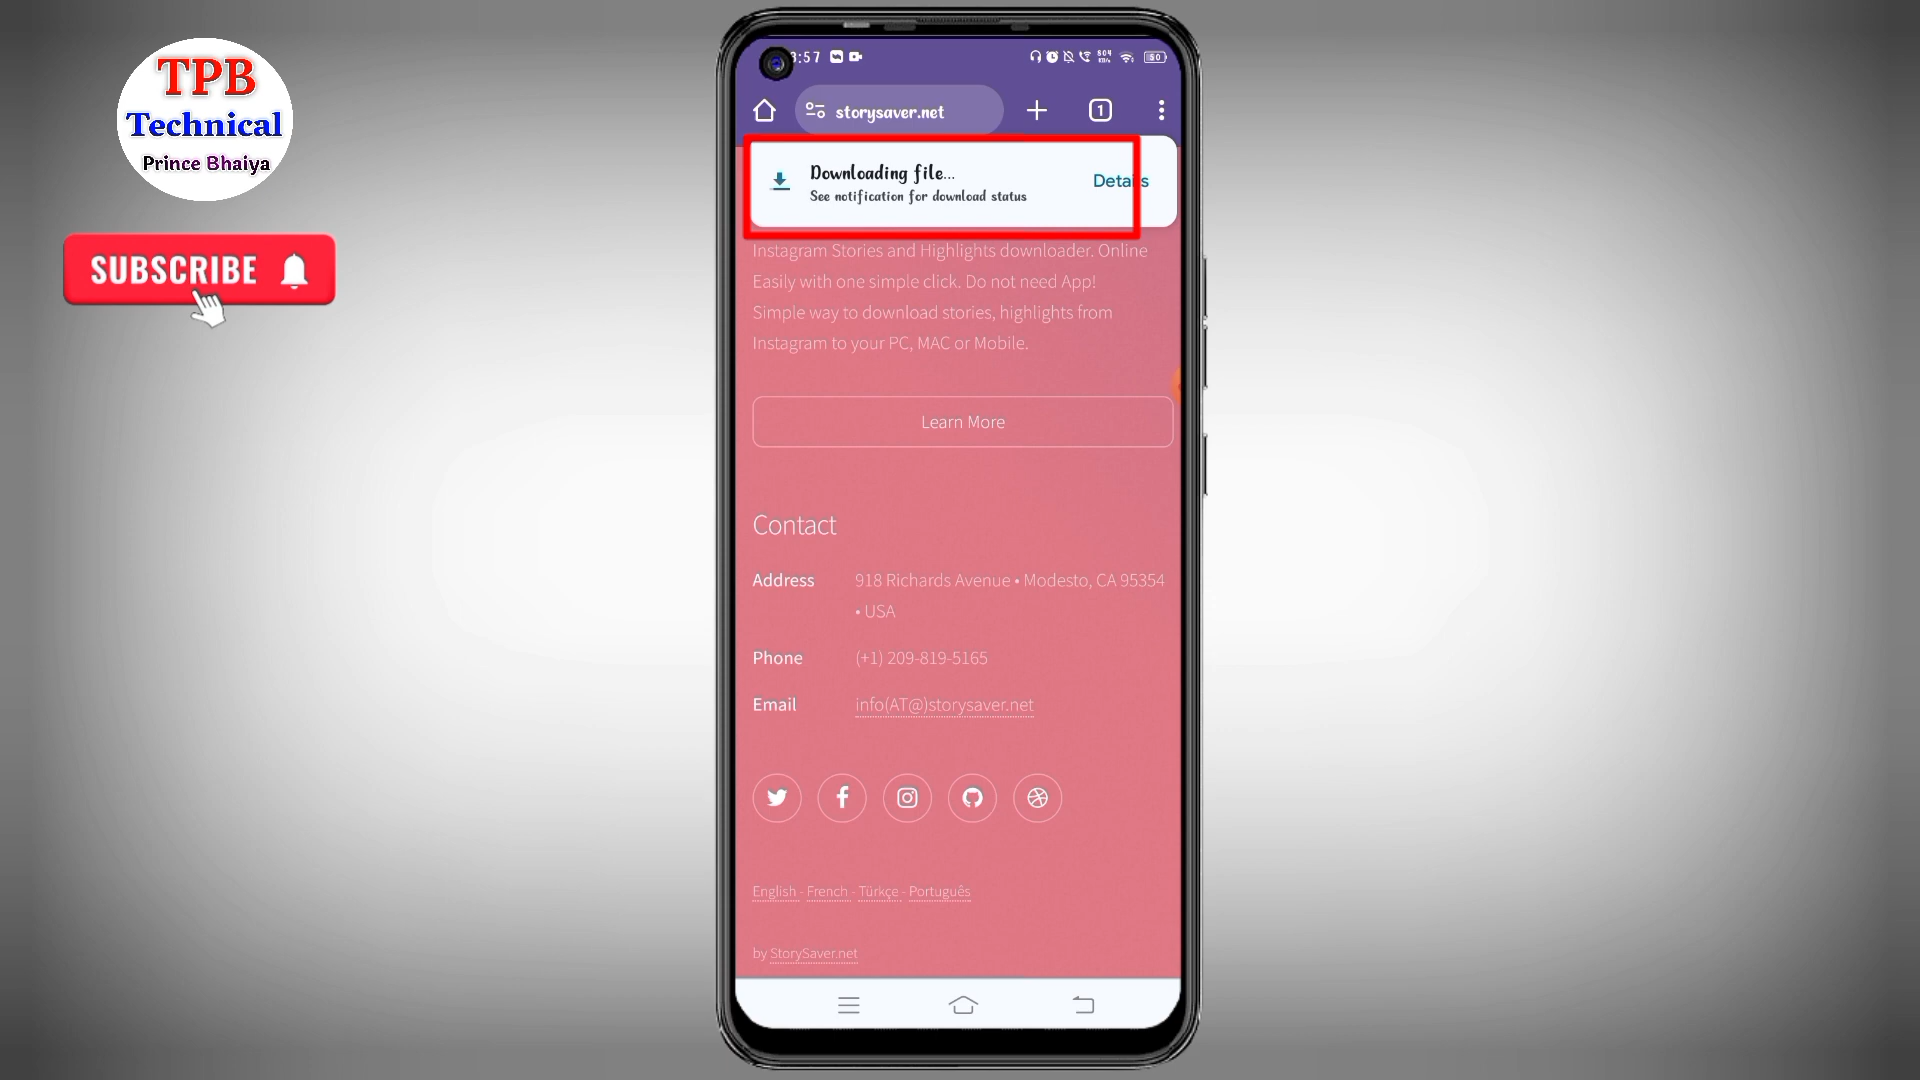 TPB
Technical
Prince Bhaiya
SUBSCRIBE
3:57
50
storysaver.net
1
Downloading file...
See notification for download status
Details
Instagram Stories and Highlights downloader. Online
Easily with one simple click. Do not need App!
Simple way to download stories, highlights from
Instagram to your PC, MAC or Mobile.
Learn More
Contact
Address
918 Richards Avenue • Modesto, CA 95354
• USA
Phone
(+1) 209-819-5165
Email
info(AT@)storysaver.net
English - French - Türkçe - Português
by StorySaver.net